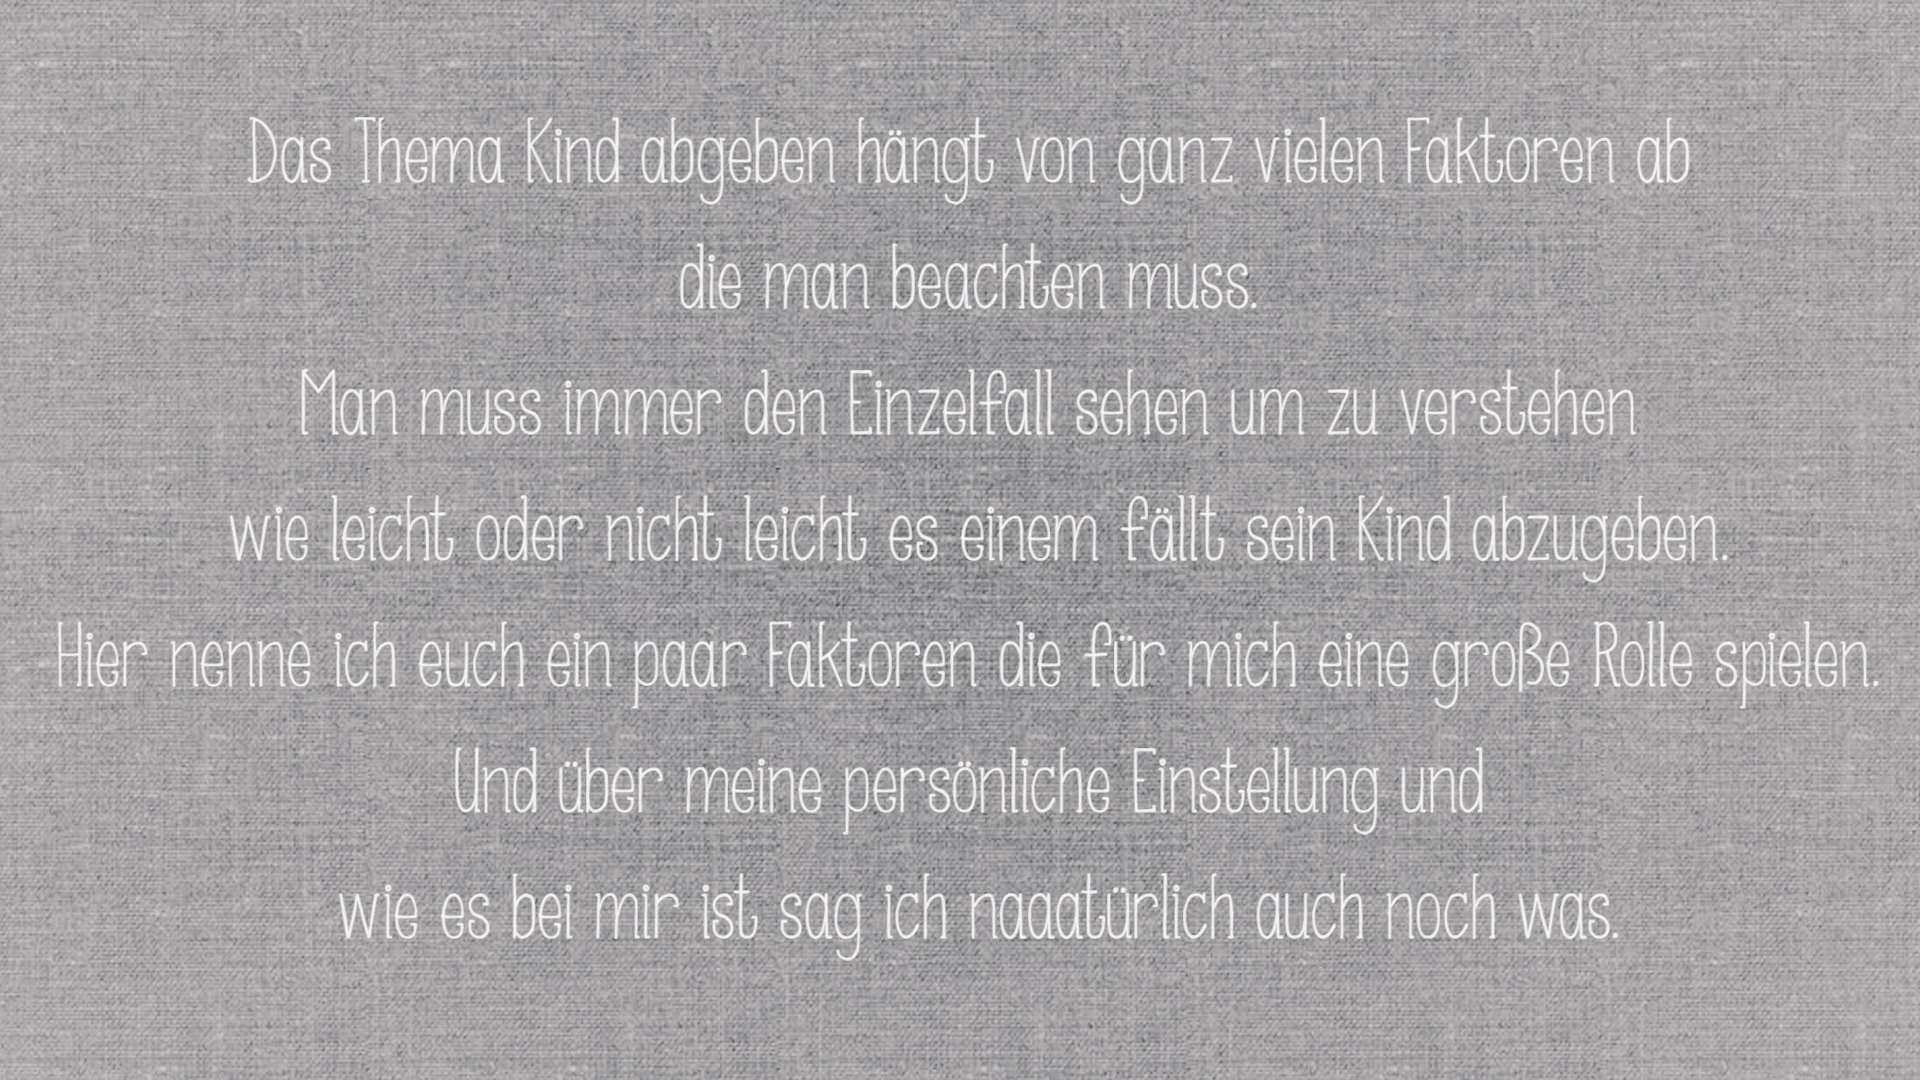 Das Thema Kind abgeben hängt von ganz vielen Faktoren ab
die man beachten muss.
Man muss immer den Einzelfall sehen um zu verstehen
wie leicht oder nicht leicht es einem fällt sein Kind abzugeben.
Hier nenne ich euch ein paar Faktoren die für mich eine große Rolle spielen.
Und über meine persönliche Einstellung und
wie es bei mir ist sag ich naaatürlich auch noch was.